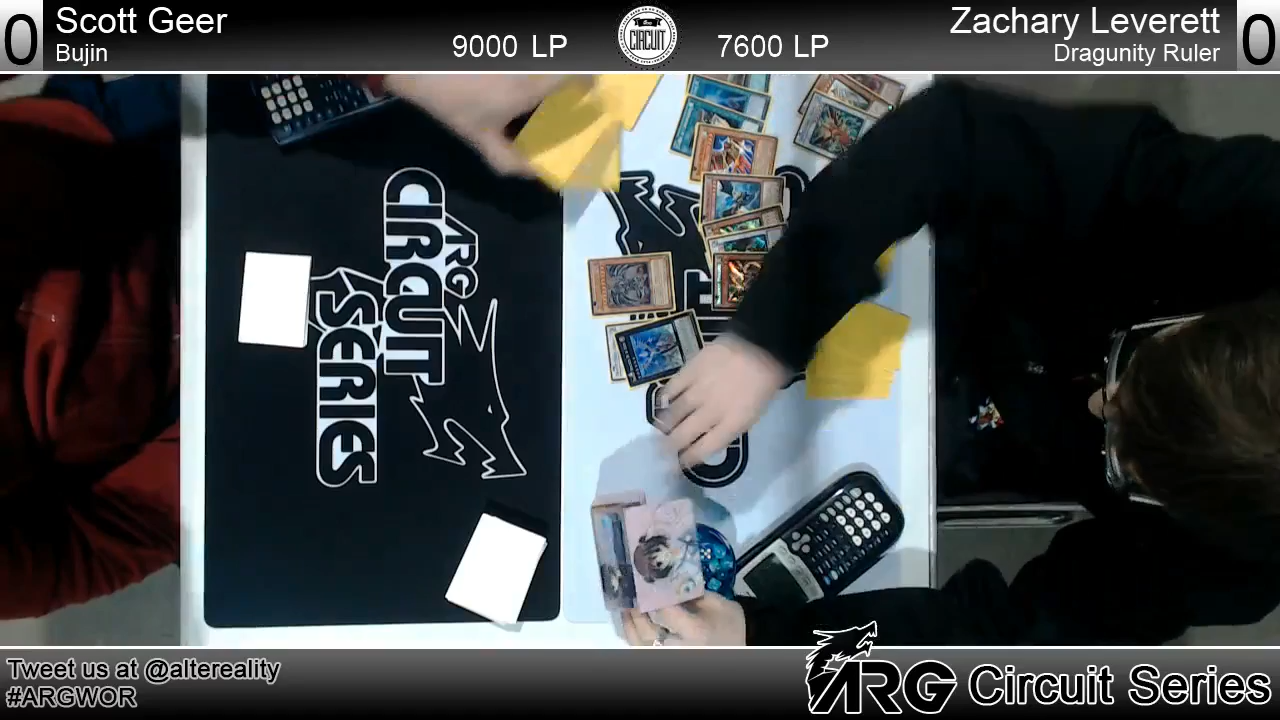 0
Scott Geer
Bujin
9000 LP
CIRCUIT
7600 LP
Zachary Leverett
Dragunity Ruler
0
ARG
CIRCUIT
SERIES
Tweet us at @altereality
#ARGWOR
ARG Circuit Series